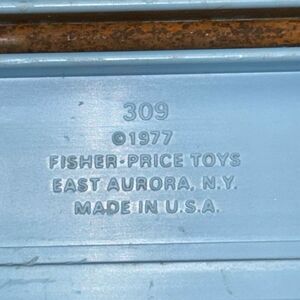 309
©1977
FISHER-PRICE TOYS
EAST AURORA, N.Y.
MADE IN U.S.A.